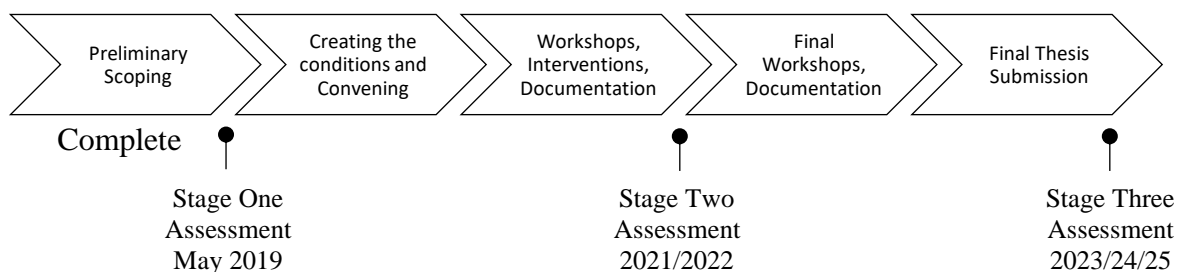 Preliminary
Scoping
Creating the
conditions and
Convening
Workshops,
Interventions,
Documentation
Final
Workshops,
Documentation
Final Thesis
Submission
Complete
Stage One
Assessment
May 2019
Stage Two
Assessment
2021/2022
Stage Three
Assessment
2023/24/25